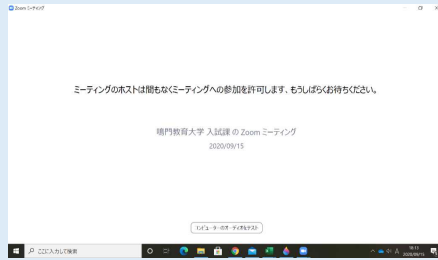 Zoom ミーティング
ミーティングのホストは間もなくミーティングへの参加を許可します、もうしばらくお待ちください。
鳴門教育大学 入試課 の Zoom ミーティング
2020/09/15
コンピューターのオーディオをテスト
ここに入力して検索
A
16:11
2020/09/15